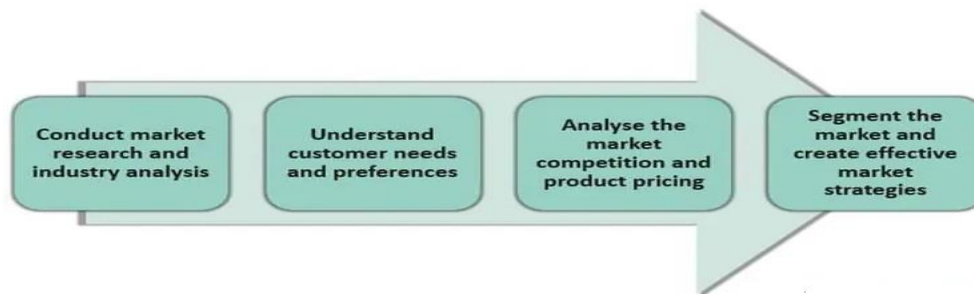 Conduct market
research and
industry analysis
Understand
customer needs
and preferences
Analyse the
market
competition and
product pricing
Segment the
market and
create effective
market
strategies